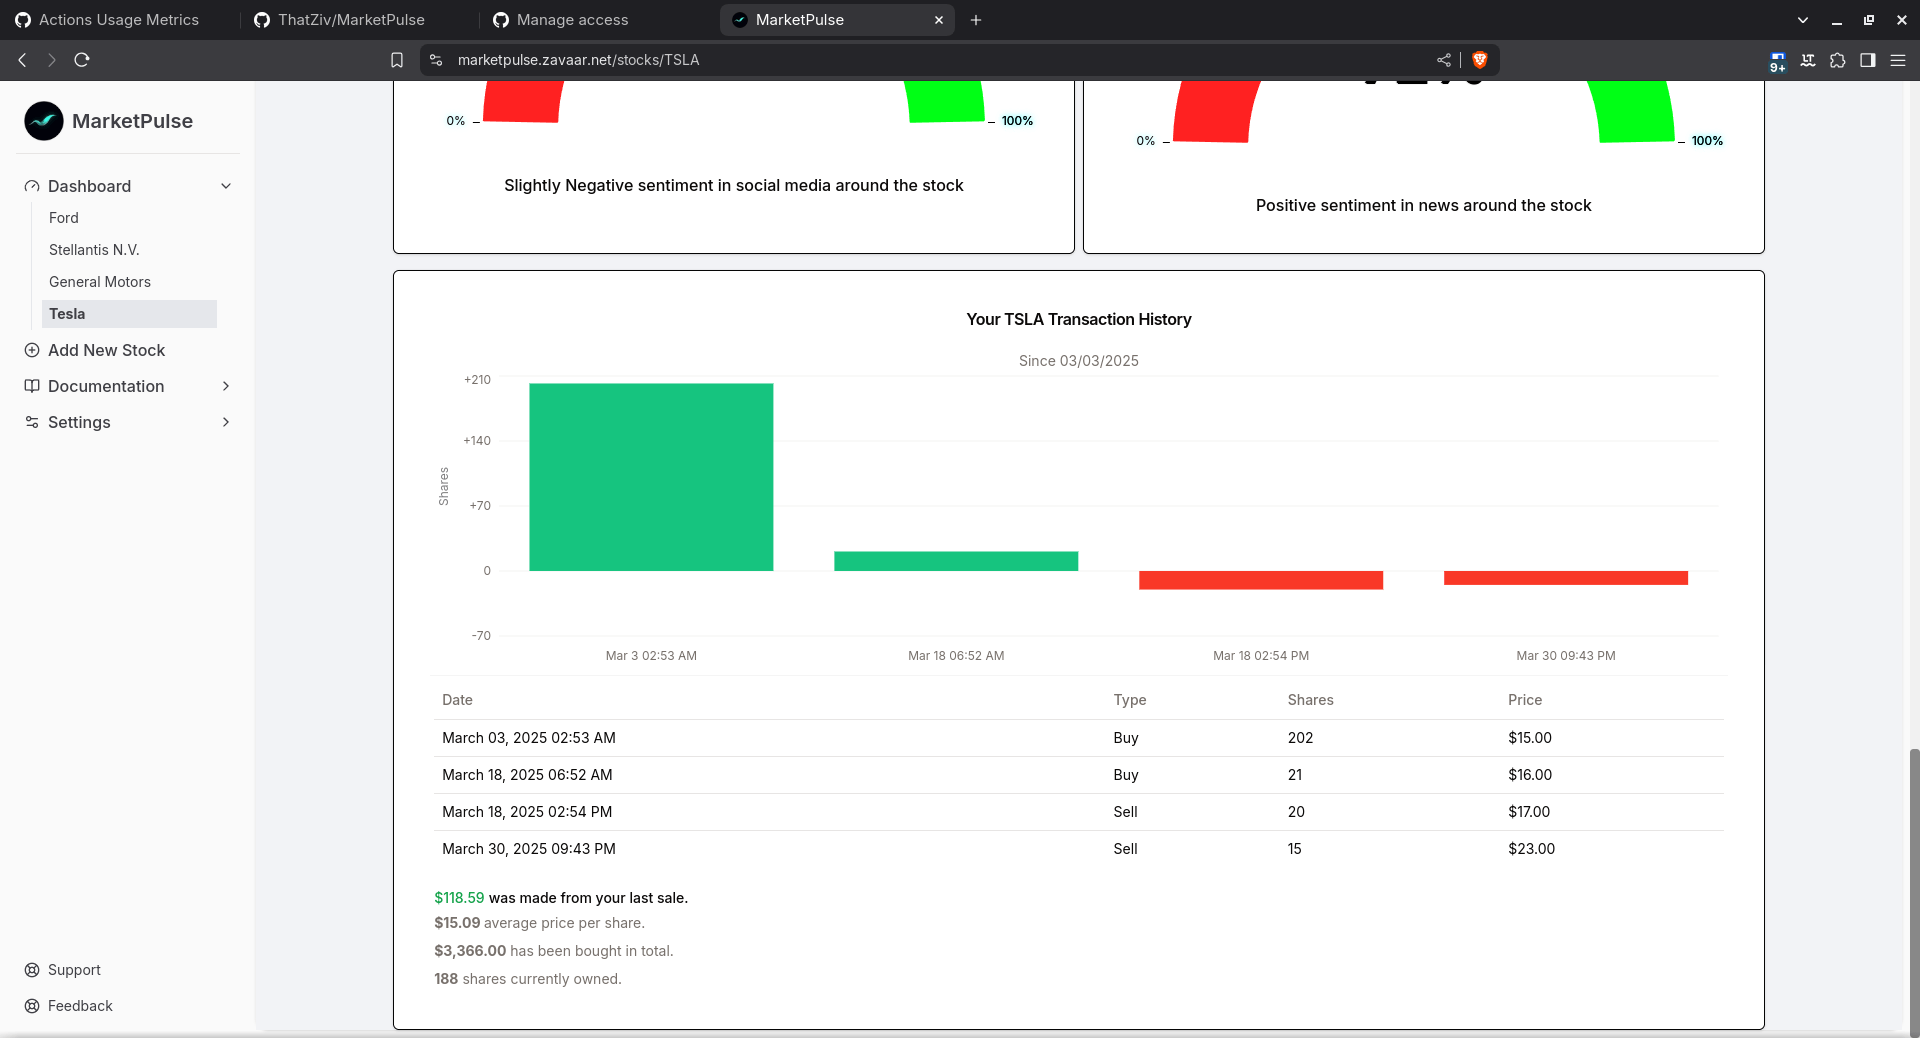 Actions Usage Metrics
ThatZiv/MarketPulse
Manage access
MarketPulse
marketpulse.zavaar.net/stocks/TSLA
9+
MarketPulse
Dashboard
Ford
Stellantis N.V.
General Motors
Tesla
Add New Stock
Documentation
Settings
Support
Feedback
0%
100%
Slightly Negative sentiment in social media around the stock
0%
100%
Positive sentiment in news around the stock
Your TSLA Transaction History
Since 03/03/2025
Shares
+210
+140
+70
0
-70
Mar 3 02:53 AM
Mar 18 06:52 AM
Mar 18 02:54 PM
Mar 30 09:43 PM
Date Type Shares Price
March 03, 2025 02:53 AM Buy 202 $15.00
March 18, 2025 06:52 AM Buy 21 $16.00
March 18, 2025 02:54 PM Sell 20 $17.00
March 30, 2025 09:43 PM Sell 15 $23.00
$118.59 was made from your last sale.
$15.09 average price per share.
$3,366.00 has been bought in total.
188 shares currently owned.